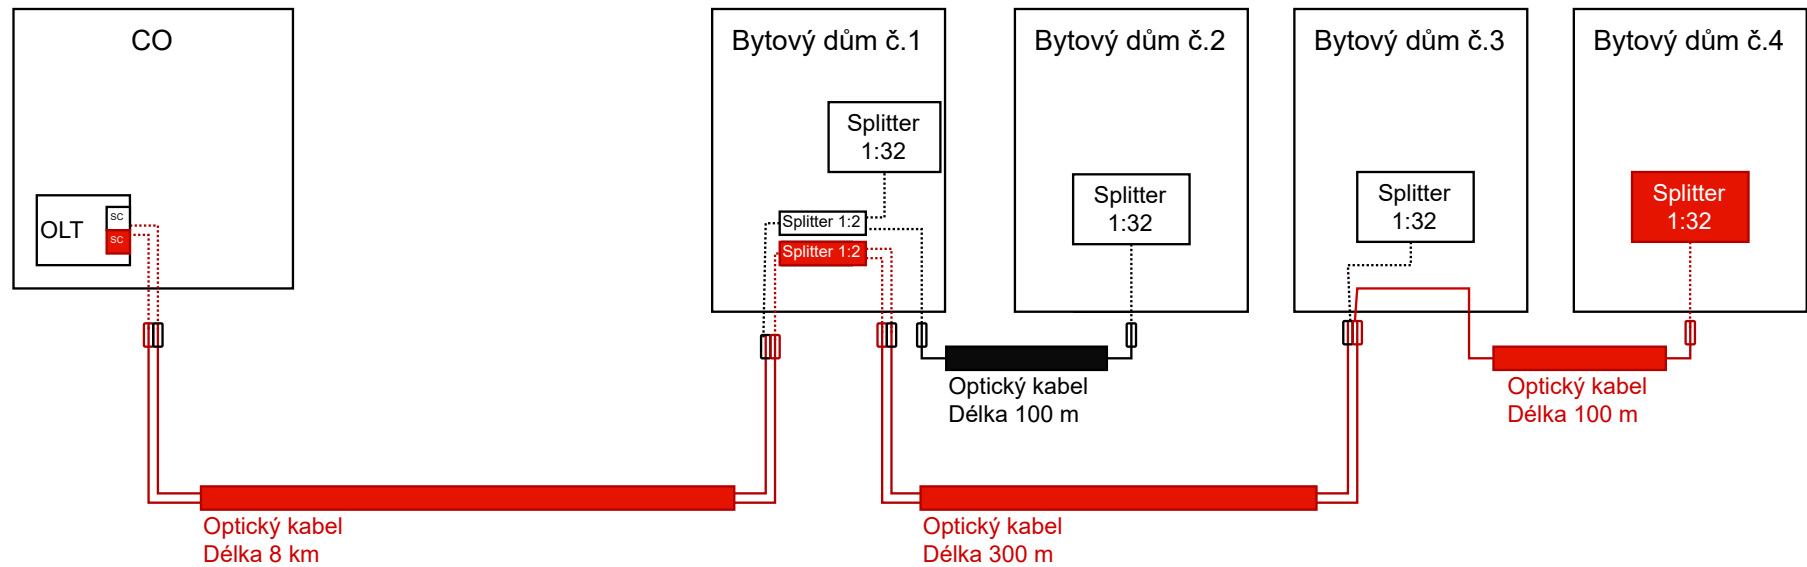 CO
OLT
SC
SC
Optický kabel
Délka 8 km
Bytový dům č.1
Splitter
1:32
Splitter 1:2
Splitter 1:2
Optický kabel
Délka 100 m
Optický kabel
Délka 300 m
Bytový dům č.2
Splitter
1:32
Bytový dům č.3
Splitter
1:32
Bytový dům č.4
Splitter
1:32
Optický kabel
Délka 100 m